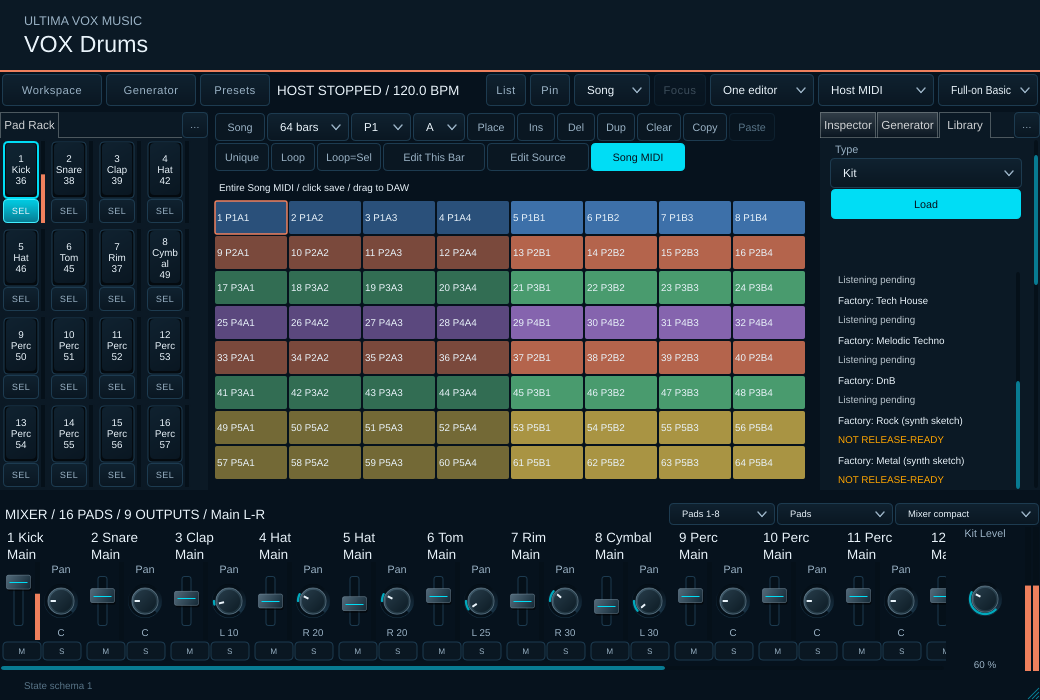 ULTIMA VOX MUSIC
VOX Drums
Workspace Generator Presets HOST STOPPED / 120.0 BPM List Pin Song Focus One editor Host MIDI Full-on Basic
Pad Rack ... Song 64 bars P1 A Place Ins Del Dup Clear Copy Paste Inspector Generator Library ...
Unique Loop Loop=Sel Edit This Bar Edit Source Song MIDI
Entire Song MIDI / click save / drag to DAW
1 Kick 36
2 Snare 38
3 Clap 39
4 Hat 42
SEL SEL SEL SEL
5 Hat 46
6 Tom 45
7 Rim 37
8 Cymb al 49
SEL SEL SEL SEL
9 Perc 50
10 Perc 51
11 Perc 52
12 Perc 53
SEL SEL SEL SEL
13 Perc 54
14 Perc 55
15 Perc 56
16 Perc 57
SEL SEL SEL SEL
1 P1A1 2 P1A2 3 P1A3 4 P1A4 5 P1B1 6 P1B2 7 P1B3 8 P1B4
9 P2A1 10 P2A2 11 P2A3 12 P2A4 13 P2B1 14 P2B2 15 P2B3 16 P2B4
17 P3A1 18 P3A2 19 P3A3 20 P3A4 21 P3B1 22 P3B2 23 P3B3 24 P3B4
25 P4A1 26 P4A2 27 P4A3 28 P4A4 29 P4B1 30 P4B2 31 P4B3 32 P4B4
33 P2A1 34 P2A2 35 P2A3 36 P2A4 37 P2B1 38 P2B2 39 P2B3 40 P2B4
41 P3A1 42 P3A2 43 P3A3 44 P3A4 45 P3B1 46 P3B2 47 P3B3 48 P3B4
49 P5A1 50 P5A2 51 P5A3 52 P5A4 53 P5B1 54 P5B2 55 P5B3 56 P5B4
57 P5A1 58 P5A2 59 P5A3 60 P5A4 61 P5B1 62 P5B2 63 P5B3 64 P5B4
Type
Kit
Load
Listening pending
Factory: Tech House
Listening pending
Factory: Melodic Techno
Listening pending
Factory: DnB
Listening pending
Factory: Rock (synth sketch)
NOT RELEASE-READY
Factory: Metal (synth sketch)
NOT RELEASE-READY
MIXER / 16 PADS / 9 OUTPUTS / Main L-R Pads 1-8 Pads Mixer compact
1 Kick 2 Snare 3 Clap 4 Hat 5 Hat 6 Tom 7 Rim 8 Cymbal 9 Perc 10 Perc 11 Perc 12 Kit Level
Main Main Main Main Main Main Main Main Main Main Main Ma
Pan Pan Pan Pan Pan Pan Pan Pan Pan Pan Pan
C C L 10 R 20 R 20 L 25 R 30 L 30 C C C
M S M S M S M S M S M S M S M S M S M S M S M
60 %
State schema 1